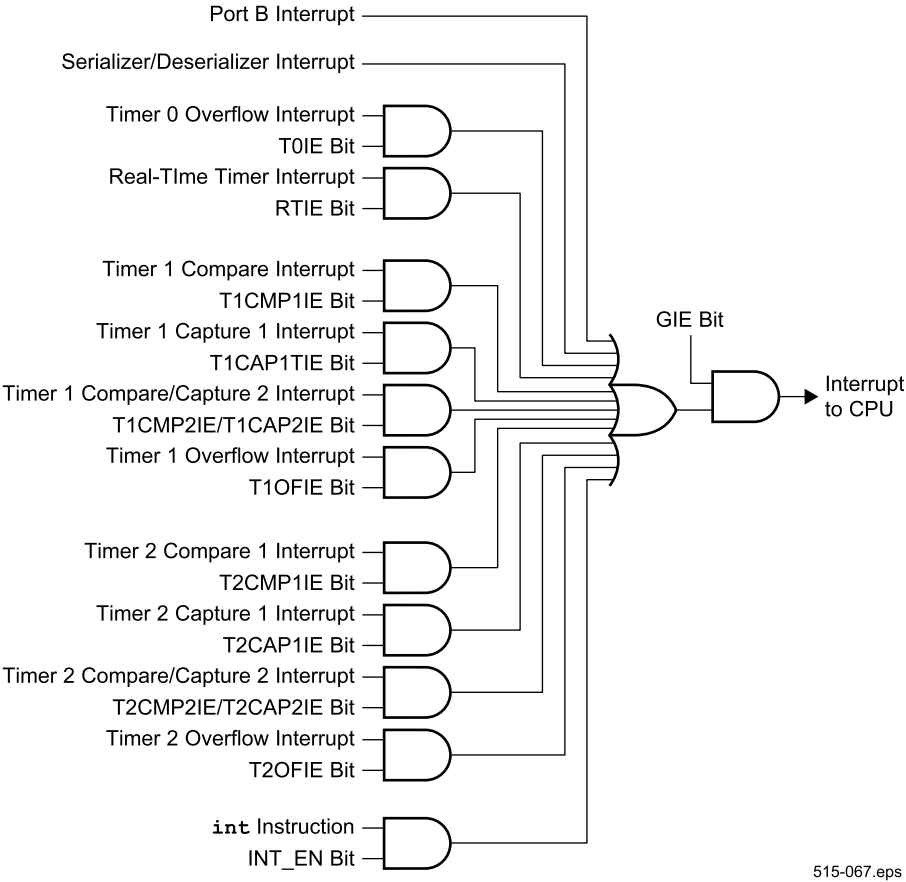 Port B Interrupt
Serializer/Deserializer Interrupt
Timer 0 Overflow Interrupt
T0IE Bit
Real-TIme Timer Interrupt
RTIE Bit
Timer 1 Compare Interrupt
T1CMP1IE Bit
Timer 1 Capture 1 Interrupt
T1CAP1TIE Bit
Timer 1 Compare/Capture 2 Interrupt
T1CMP2IE/T1CAP2IE Bit
Timer 1 Overflow Interrupt
T1OFIE Bit
Timer 2 Compare 1 Interrupt
T2CMP1IE Bit
Timer 2 Capture 1 Interrupt
T2CAP1IE Bit
Timer 2 Compare/Capture 2 Interrupt
T2CMP2IE/T2CAP2IE Bit
Timer 2 Overflow Interrupt
T2OFIE Bit
int Instruction
INT_EN Bit
GIE Bit
Interrupt
to CPU
515-067.eps